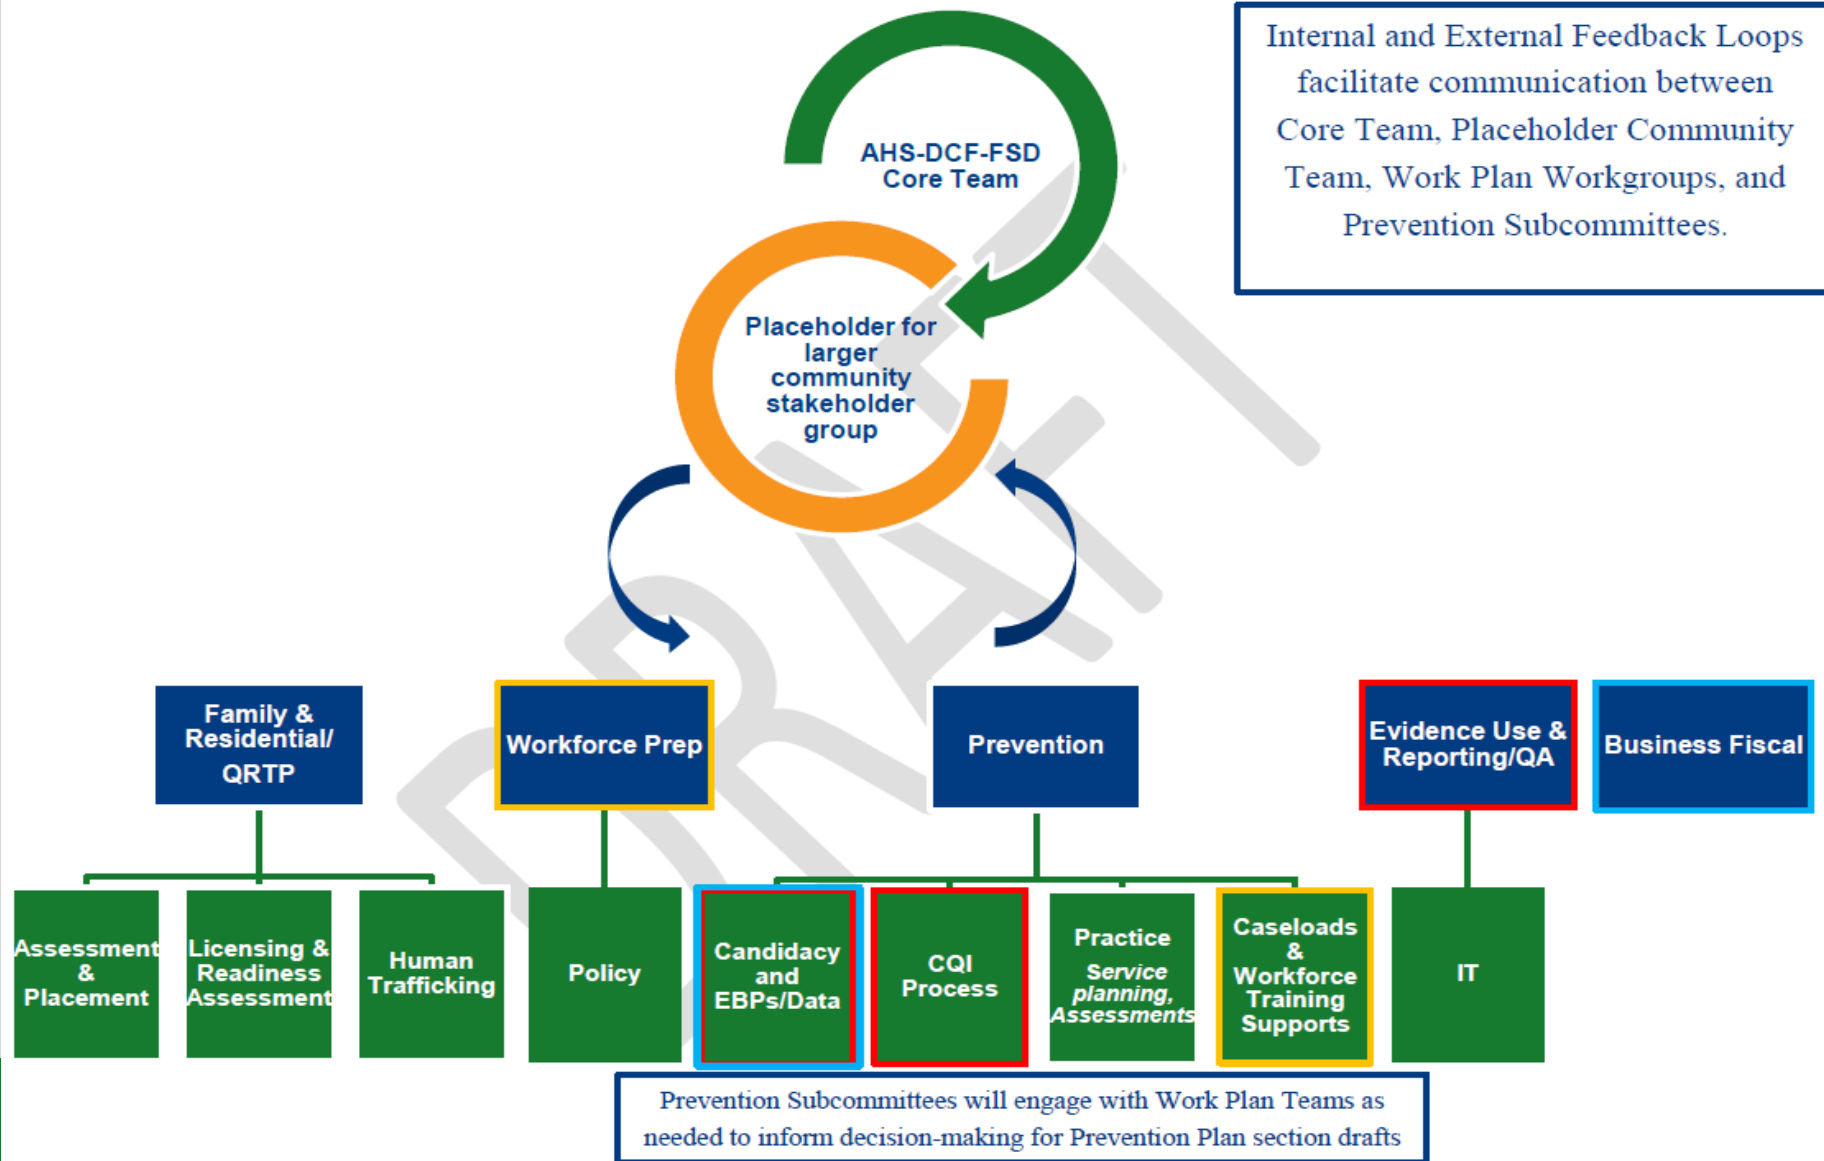 AHS-DCF-FSD
Core Team
Internal and External Feedback Loops
facilitate communication between
Core Team, Placeholder Community
Team, Work Plan Workgroups, and
Prevention Subcommittees.
Placeholder for
larger
community
stakeholder
group
DRAFT
Family &
Residential/
QRTP
Workforce Prep
Prevention
Evidence Use &
Reporting/QA
Business Fiscal
Assessment
&
Placement
Licensing &
Readiness
Assessment
Human
Trafficking
Policy
Candidacy
and
EBPs/Data
CQI
Process
Practice
Service
planning,
Assessments
Caseloads
&
Workforce
Training
Supports
IT
Prevention Subcommittees will engage with Work Plan Teams as
needed to inform decision-making for Prevention Plan section drafts